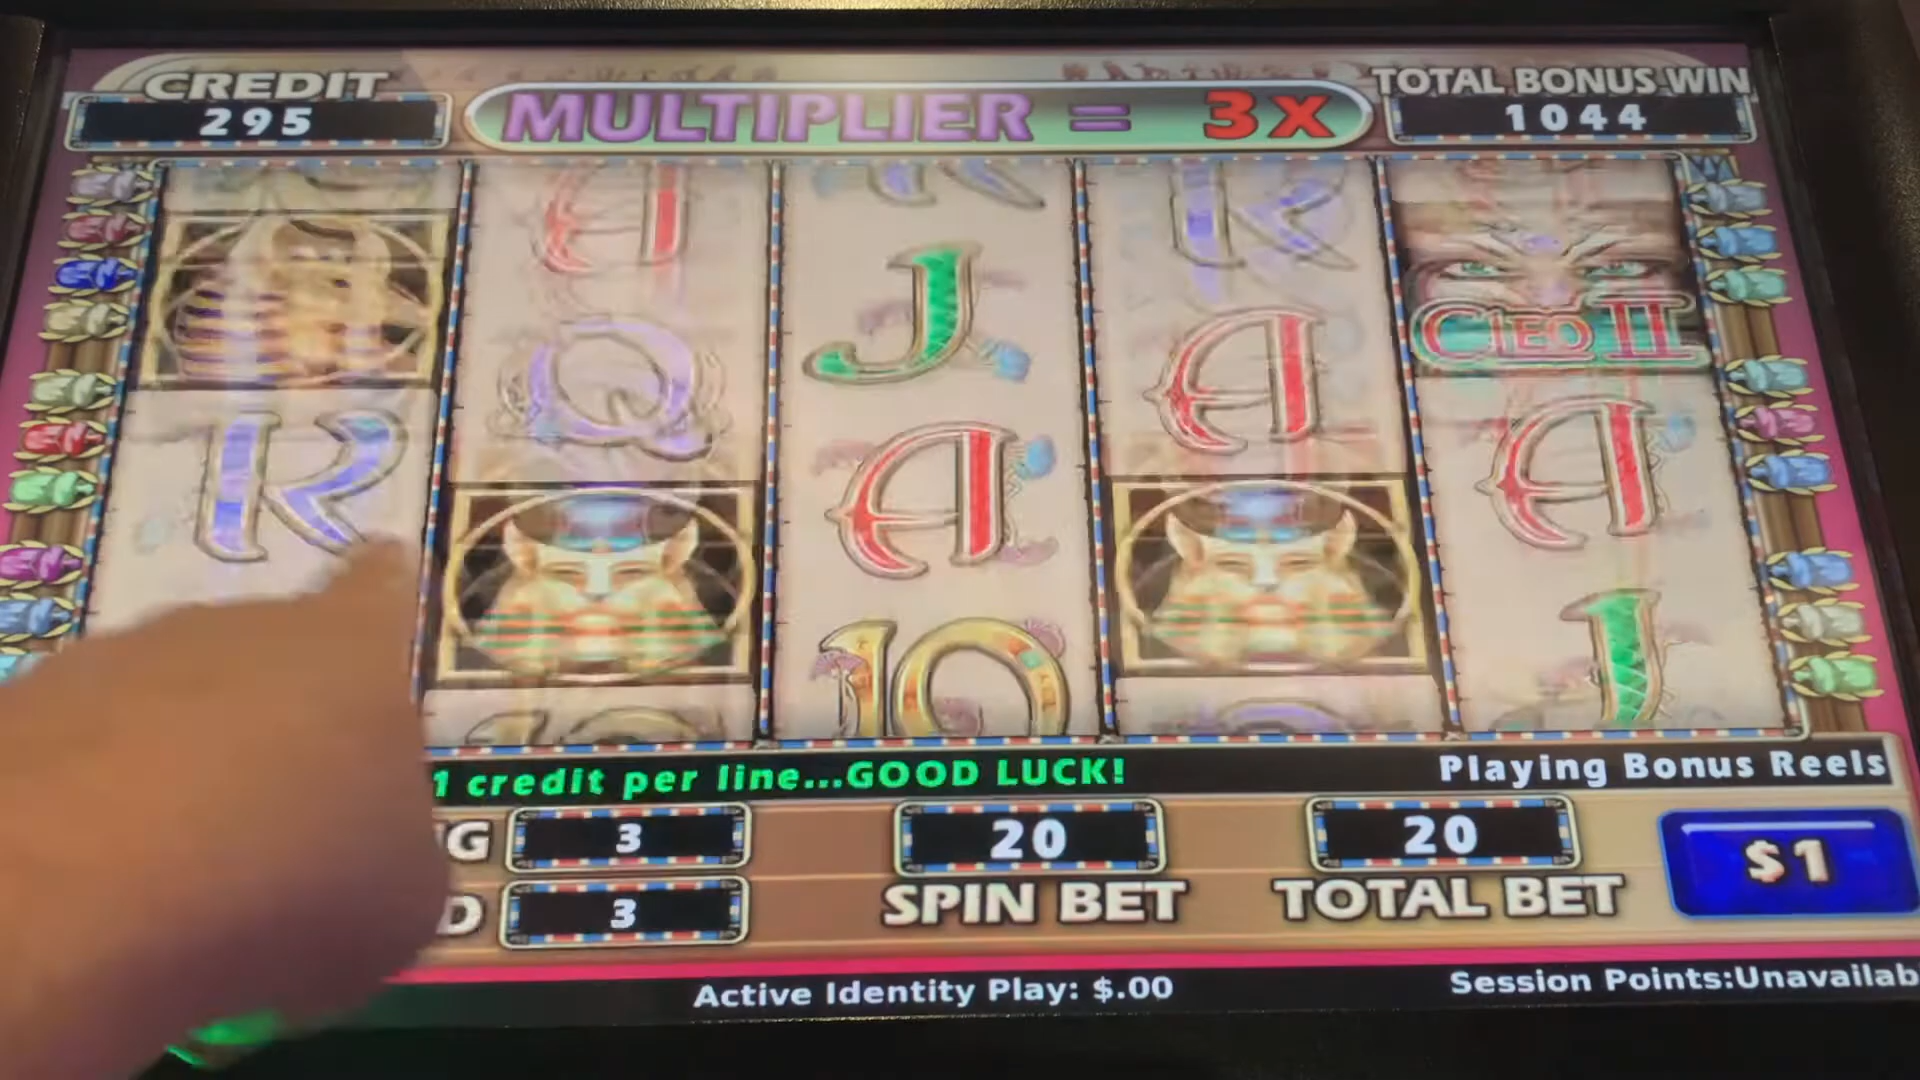 CREDIT
295
MULTIPLIER = 3X
TOTAL BONUS WIN
1044
A
K
J
Q
A
CLEO II
K
A
A
10
J
1 credit per line...GOOD LUCK!
Playing Bonus Reels
G
3
20
20
$1
D
3
SPIN BET
TOTAL BET
Active Identity Play: $.00
Session Points:Unavailab